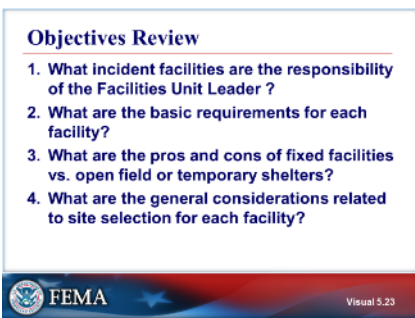 Objectives Review
1. What incident facilities are the responsibility
of the Facilities Unit Leader ?
2. What are the basic requirements for each
facility?
3. What are the pros and cons of fixed facilities
vs. open field or temporary shelters?
4. What are the general considerations related
to site selection for each facility?
FEMA
Visual 5.23